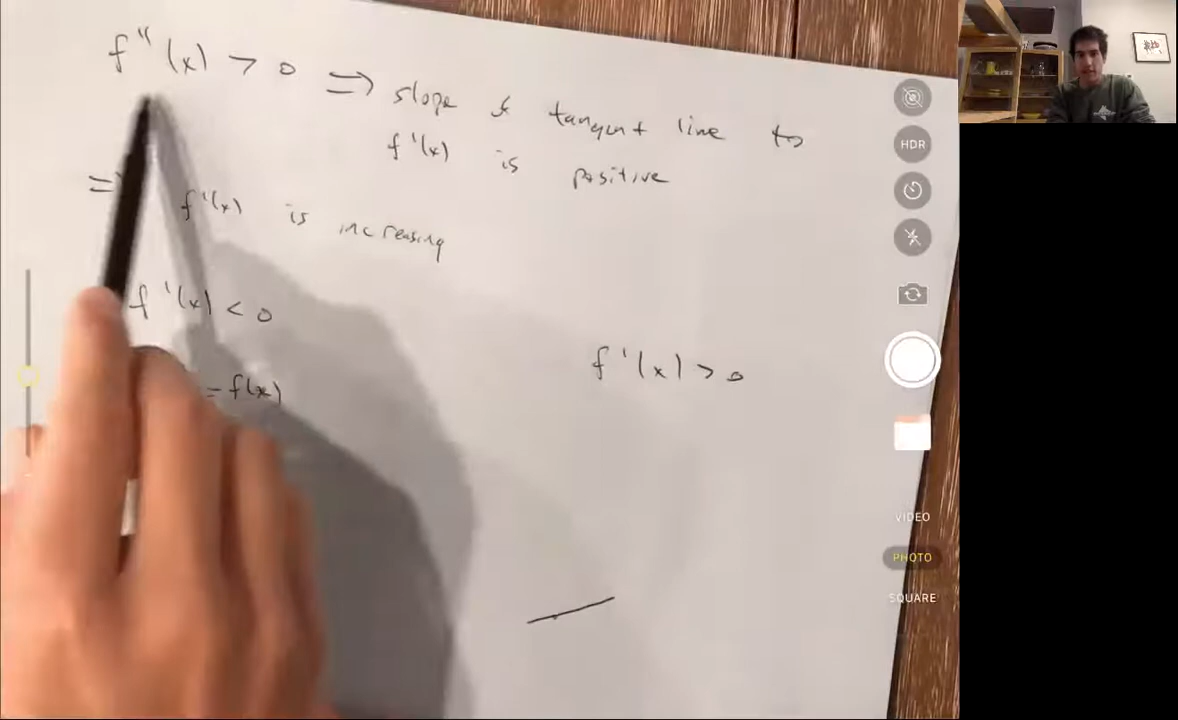 f''(x) > 0 => slope of tangent line to
f'(x) is positive
=> f'(x) is increasing
f'(x) < 0
f'(x) > 0
= f(x)
HDR
VIDEO
PHOTO
SQUARE